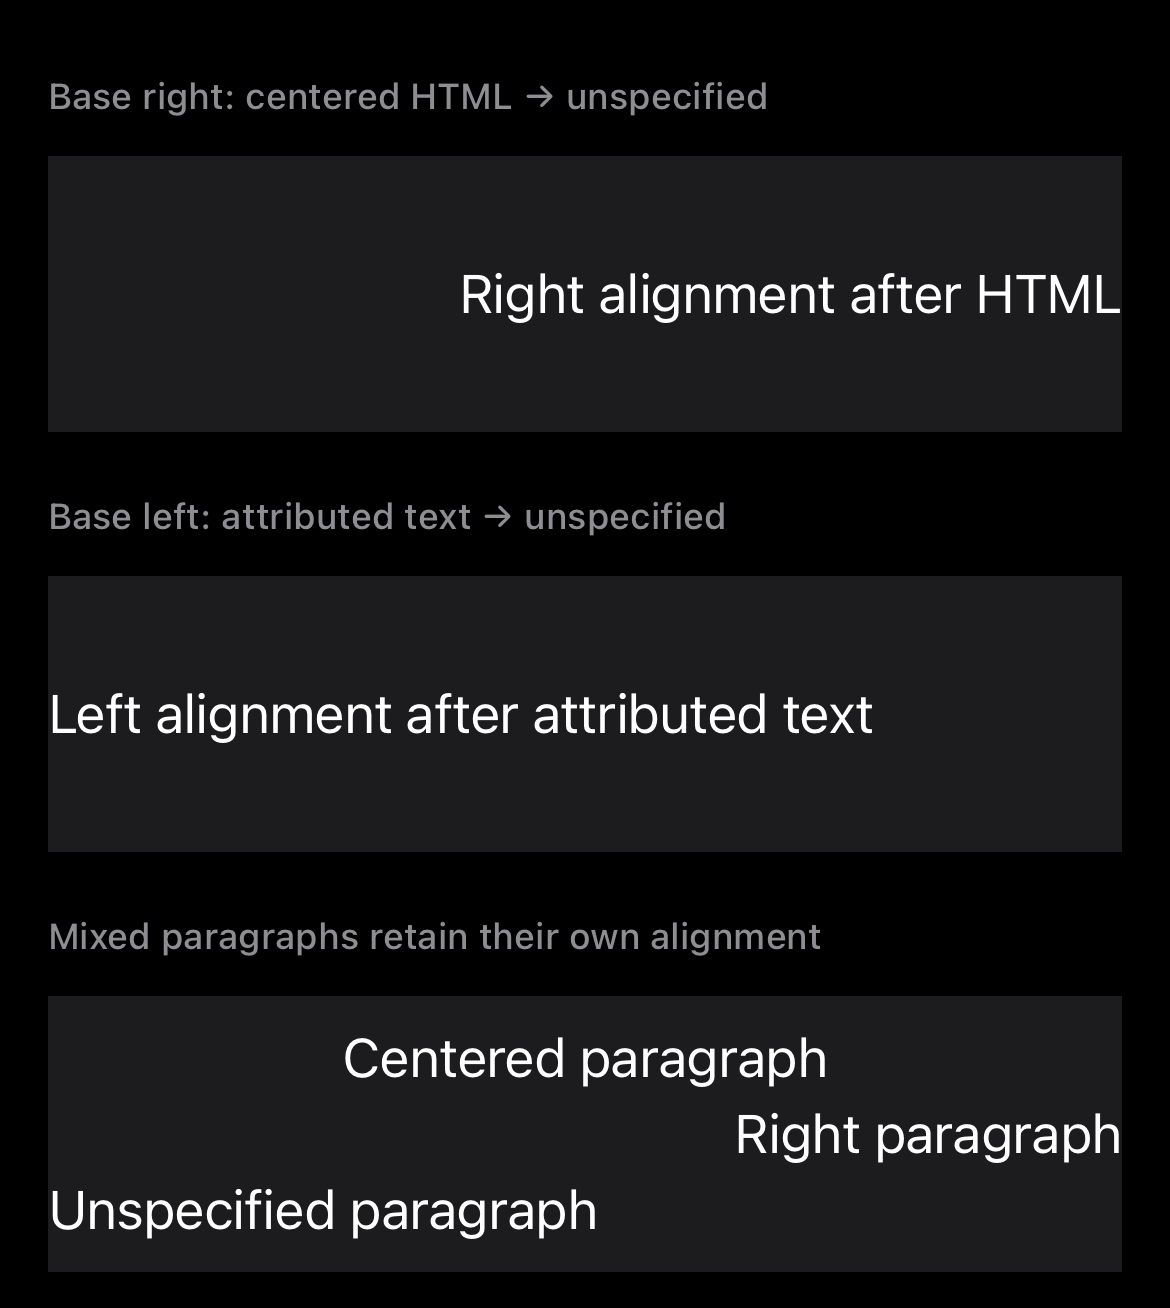 Base right: centered HTML → unspecified
Right alignment after HTML
Base left: attributed text → unspecified
Left alignment after attributed text
Mixed paragraphs retain their own alignment
Centered paragraph
Right paragraph
Unspecified paragraph